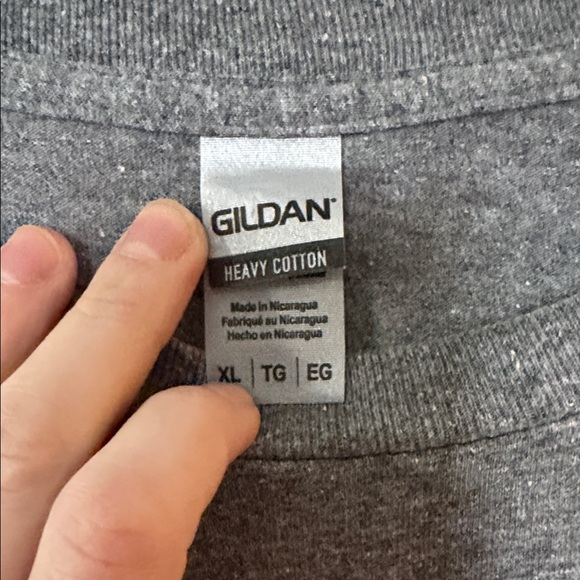 GILDAN®
HEAVY COTTON
Made in Nicaragua
Fabriqué au Nicaragua
Hecho en Nicaragua
XL | TG | EG